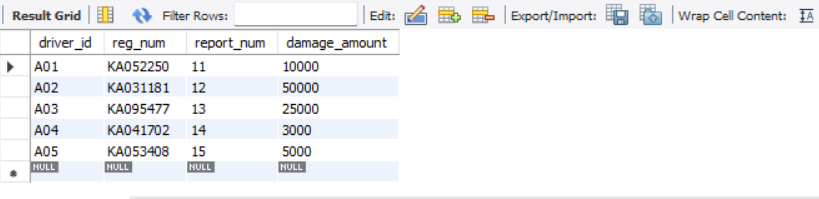 Result Grid Filter Rows: Edit: Export/Import: Wrap Cell Content:
driver_id reg_num report_num damage_amount
A01 KA052250 11 10000
A02 KA031181 12 50000
A03 KA095477 13 25000
A04 KA041702 14 3000
A05 KA053408 15 5000
NULL NULL NULL NULL